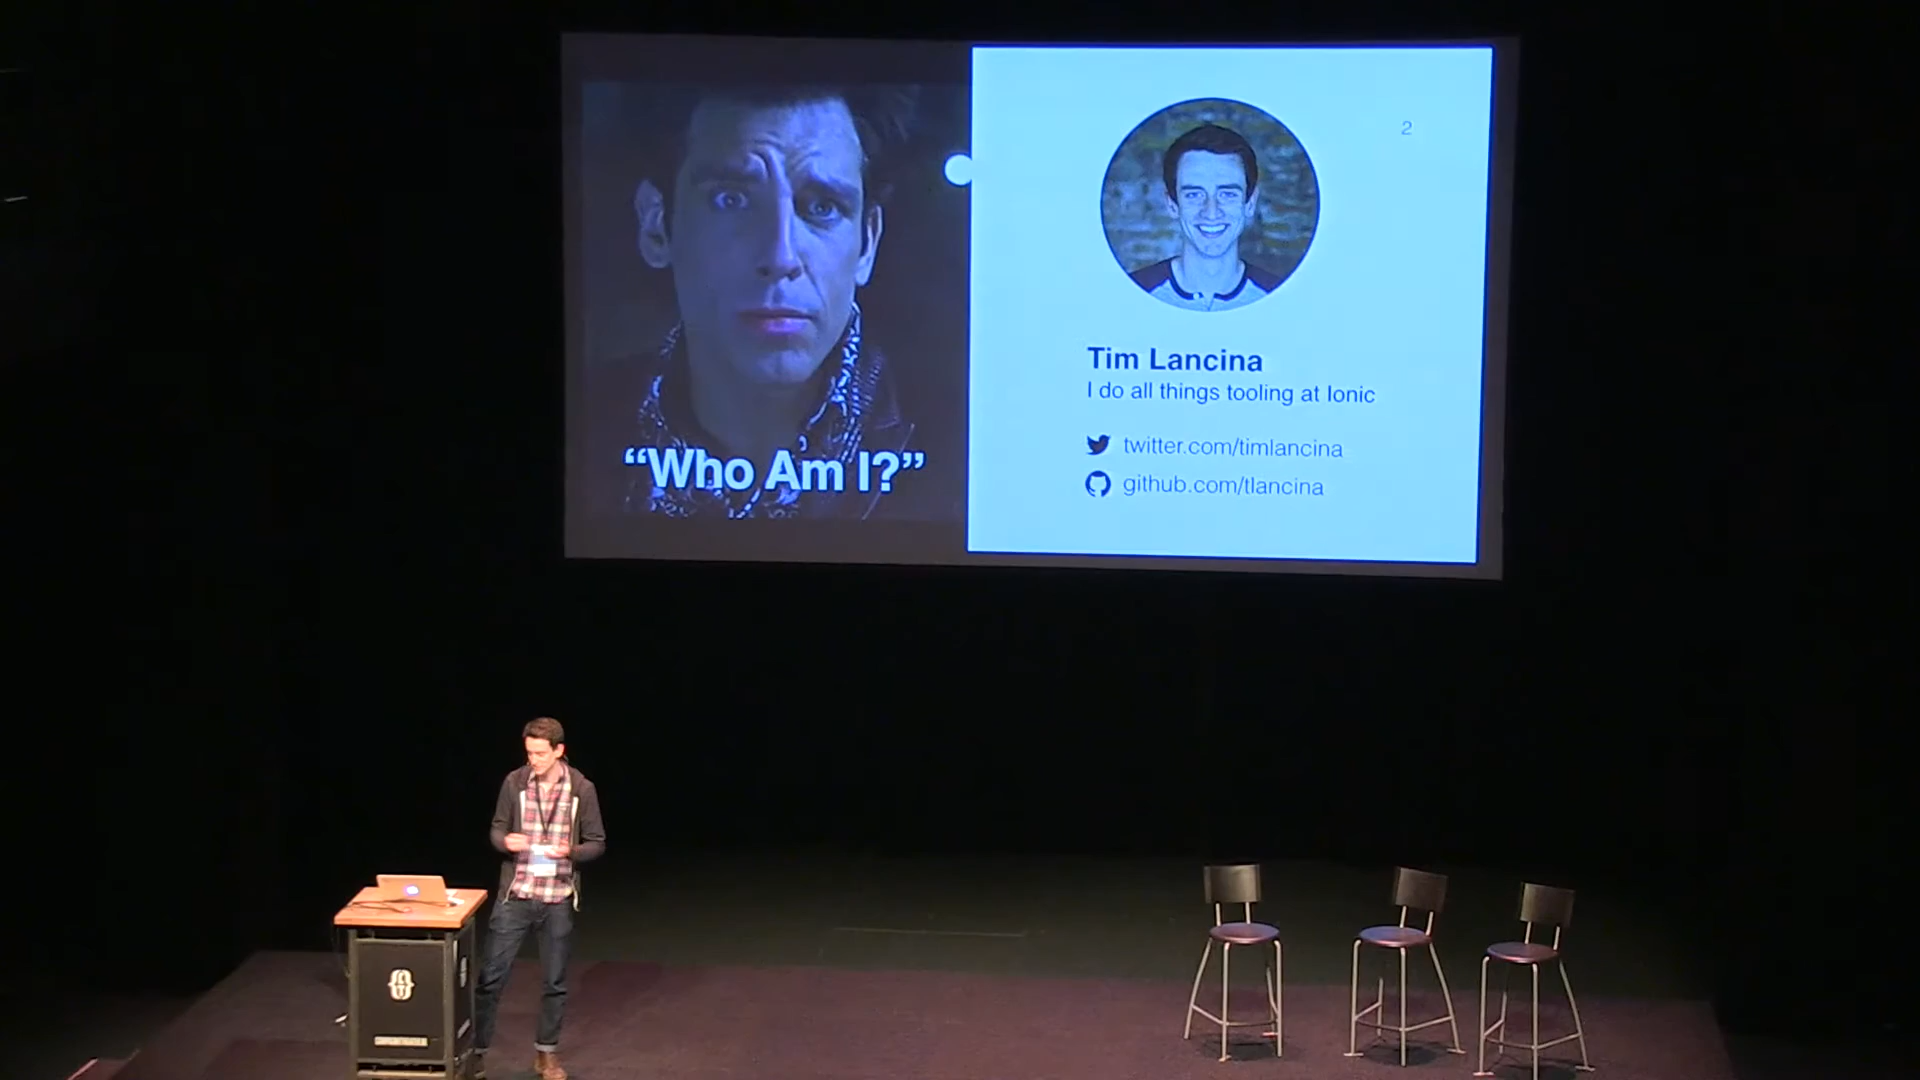 “Who Am I?”
2
Tim Lancina
I do all things tooling at Ionic
twitter.com/timlancina
github.com/tlancina